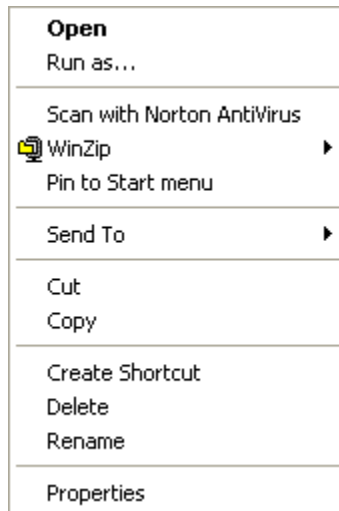 Open
Run as...
Scan with Norton AntiVirus
WinZip
Pin to Start menu
Send To
Cut
Copy
Create Shortcut
Delete
Rename
Properties